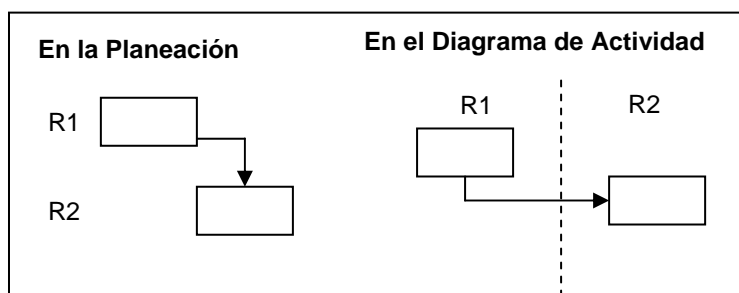 En la Planeación
En el Diagrama de Actividad
R1
R2
R1
R2